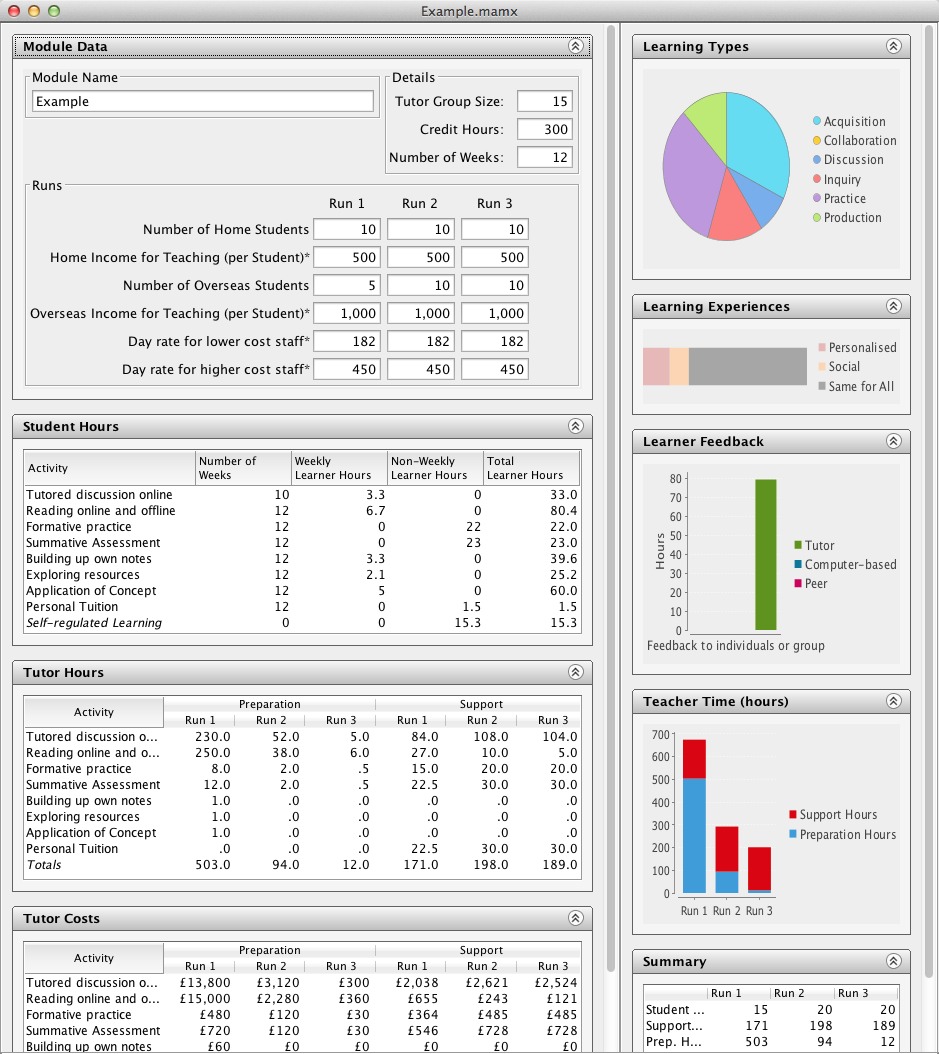 Example.mamx
Module Data
Module Name
Example
Details
Tutor Group Size: 15
Credit Hours: 300
Number of Weeks: 12
Runs
Run 1 Run 2 Run 3
Number of Home Students 10 10 10
Home Income for Teaching (per Student)* 500 500 500
Number of Overseas Students 5 10 10
Overseas Income for Teaching (per Student)* 1,000 1,000 1,000
Day rate for lower cost staff* 182 182 182
Day rate for higher cost staff* 450 450 450
Student Hours
Activity Number of Weeks Weekly Learner Hours Non-Weekly Learner Hours Total Learner Hours
Tutored discussion online 10 3.3 0 33.0
Reading online and offline 12 6.7 0 80.4
Formative practice 12 0 22 22.0
Summative Assessment 12 0 23 23.0
Building up own notes 12 3.3 0 39.6
Exploring resources 12 2.1 0 25.2
Application of Concept 12 5 0 60.0
Personal Tuition 12 0 1.5 1.5
Self-regulated Learning 0 0 15.3 15.3
Tutor Hours
Activity Preparation Support
Run 1 Run 2 Run 3 Run 1 Run 2 Run 3
Tutored discussion o... 230.0 52.0 5.0 84.0 108.0 104.0
Reading online and o... 250.0 38.0 6.0 27.0 10.0 5.0
Formative practice 8.0 2.0 .5 15.0 20.0 20.0
Summative Assessment 12.0 2.0 .5 22.5 30.0 30.0
Building up own notes 1.0 .0 .0 .0 .0 .0
Exploring resources 1.0 .0 .0 .0 .0 .0
Application of Concept 1.0 .0 .0 .0 .0 .0
Personal Tuition .0 .0 .0 22.5 30.0 30.0
Totals 503.0 94.0 12.0 171.0 198.0 189.0
Tutor Costs
Activity Preparation Support
Run 1 Run 2 Run 3 Run 1 Run 2 Run 3
Tutored discussion o... £13,800 £3,120 £300 £2,038 £2,621 £2,524
Reading online and o... £15,000 £2,280 £360 £655 £243 £121
Formative practice £480 £120 £30 £364 £485 £485
Summative Assessment £720 £120 £30 £546 £728 £728
Building up own notes £60 £0 £0 £0 £0 £0
Learning Types
Acquisition
Collaboration
Discussion
Inquiry
Practice
Production
Learning Experiences
Personalised
Social
Same for All
Learner Feedback
80
70
60
50
40
30
20
10
0
Hours
Tutor
Computer-based
Peer
Feedback to individuals or group
Teacher Time (hours)
700
600
500
400
300
200
100
0
Support Hours
Preparation Hours
Run 1 Run 2 Run 3
Summary
Run 1 Run 2 Run 3
Student ... 15 20 20
Support... 171 198 189
Prep. H... 503 94 12